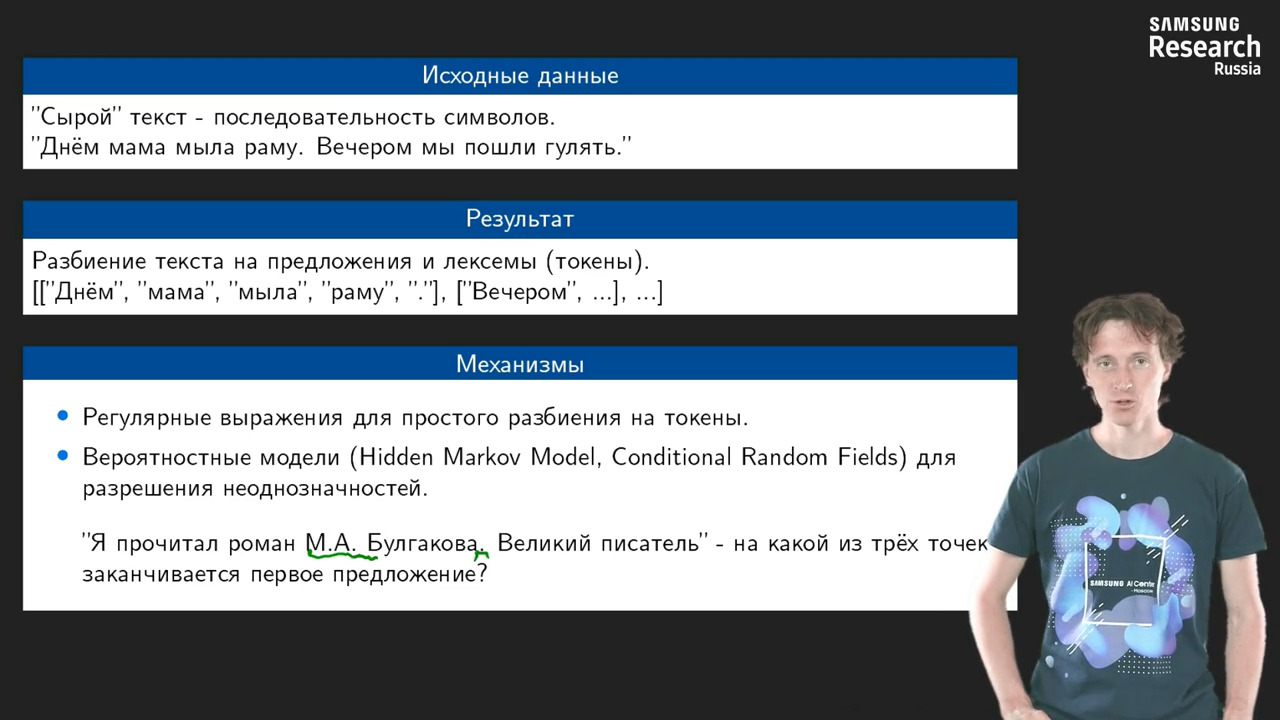 SAMSUNG
Research
Russia
Исходные данные
"Сырой" текст - последовательность символов.
"Днём мама мыла раму. Вечером мы пошли гулять."
Результат
Разбиение текста на предложения и лексемы (токены).
[["Днём", "мама", "мыла", "раму", "."], ["Вечером", ...], ...]
Механизмы
Регулярные выражения для простого разбиения на токены.
Вероятностные модели (Hidden Markov Model, Conditional Random Fields) для
разрешения неоднозначностей.
"Я прочитал роман М.А. Булгакова. Великий писатель" - на какой из трёх точек
заканчивается первое предложение?
SAMSUNG AI Center
- Moscow